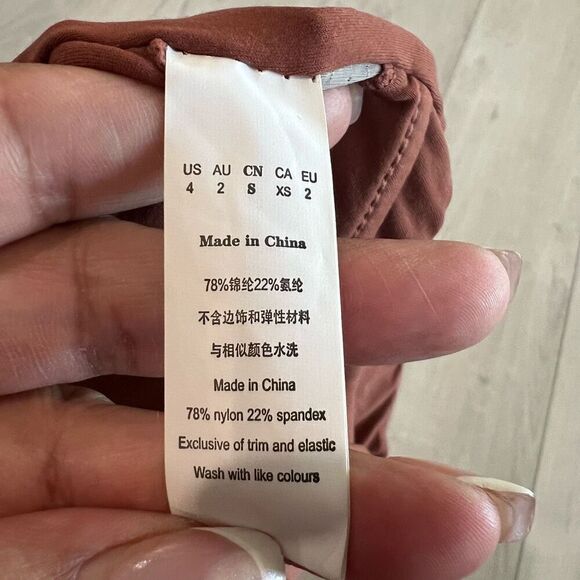 US AU CN CA EU
4 2 S XS 2
Made in China
78%锦纶22%氨纶
不含边饰和弹性材料
与相似颜色水洗
Made in China
78% nylon 22% spandex
Exclusive of trim and elastic
Wash with like colours